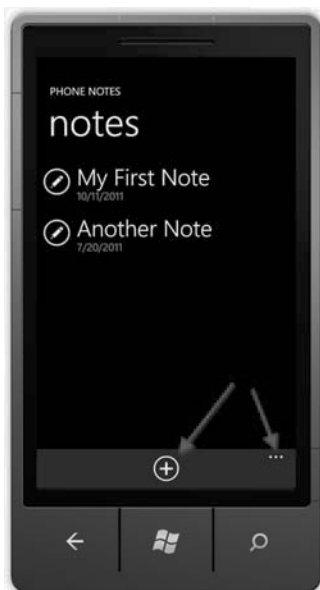 PHONE NOTES
notes
My First Note
10/11/2011
Another Note
7/20/2011